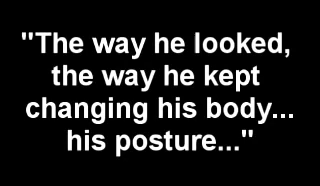 "The way he looked,
the way he kept
changing his body...
his posture..."